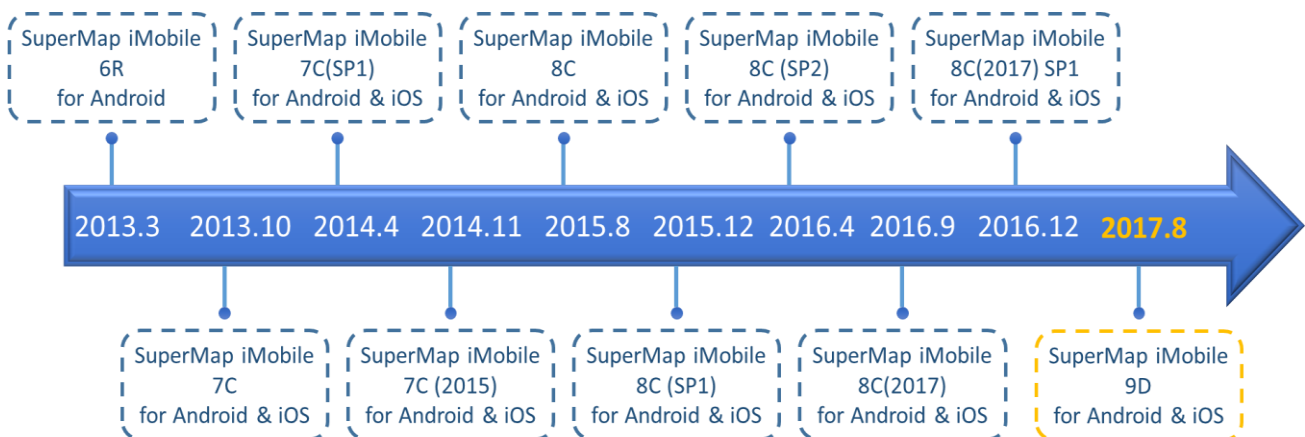 SuperMap iMobile
6R
for Android
SuperMap iMobile
7C(SP1)
for Android & iOS
SuperMap iMobile
8C
for Android & iOS
SuperMap iMobile
8C (SP2)
for Android & iOS
SuperMap iMobile
8C(2017) SP1
for Android & iOS
2013.3 2013.10 2014.4 2014.11 2015.8 2015.12 2016.4 2016.9 2016.12 2017.8
SuperMap iMobile
7C
for Android & iOS
SuperMap iMobile
7C (2015)
for Android & iOS
SuperMap iMobile
8C (SP1)
for Android & iOS
SuperMap iMobile
8C(2017)
for Android & iOS
SuperMap iMobile
9D
for Android & iOS